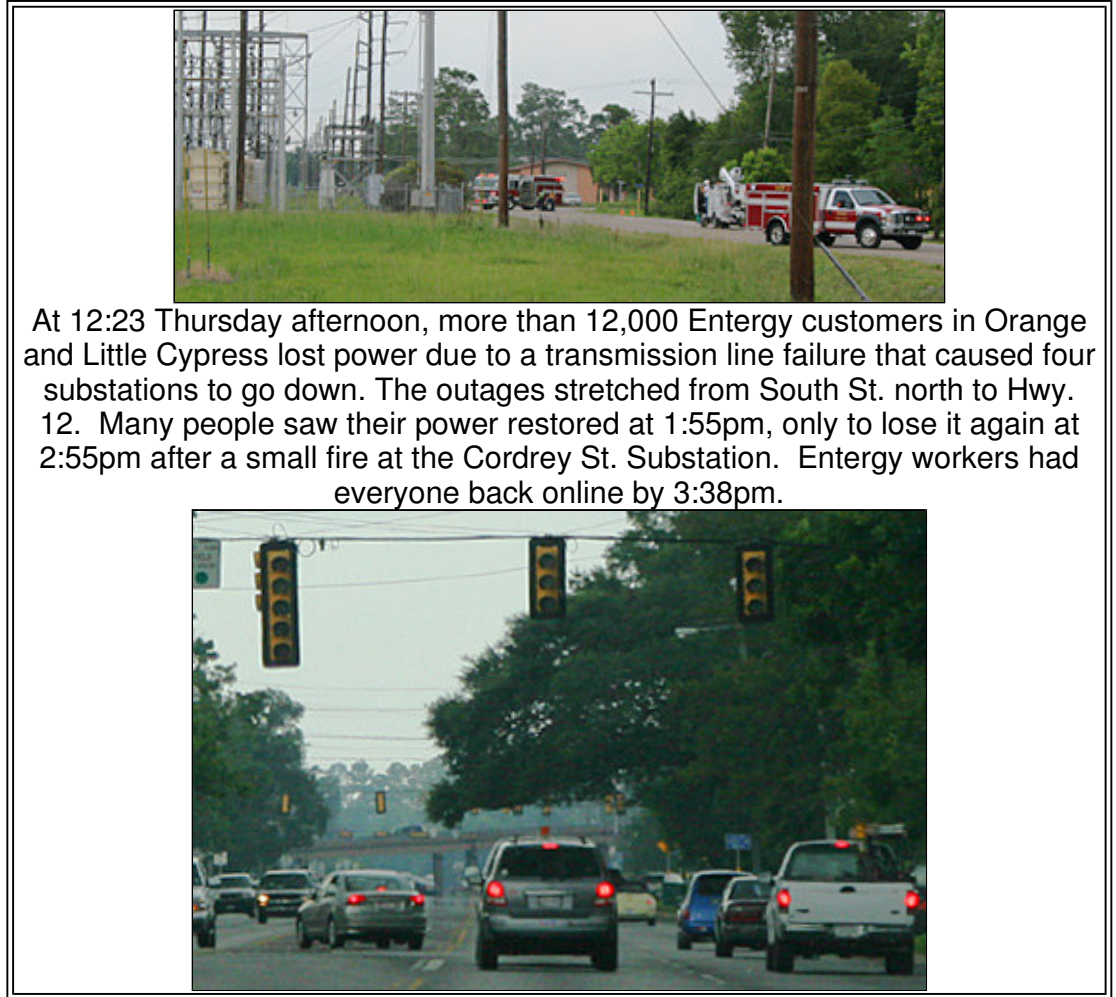 At 12:23 Thursday afternoon, more than 12,000 Entergy customers in Orange
and Little Cypress lost power due to a transmission line failure that caused four
substations to go down. The outages stretched from South St. north to Hwy.
12.  Many people saw their power restored at 1:55pm, only to lose it again at
2:55pm after a small fire at the Cordrey St. Substation.  Entergy workers had
everyone back online by 3:38pm.